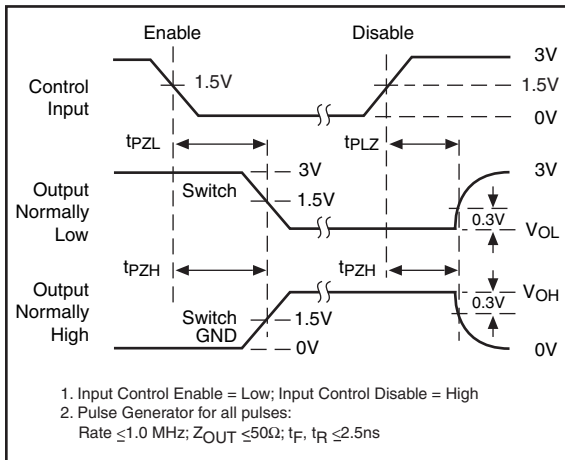 Enable Disable
Control Input 1.5V 3V
1.5V
0V
tPZL tPLZ
Output Normally Low Switch 3V 3V
1.5V 0.3V
VOL
tPZH tPZH
Output Normally High VOH
0.3V
Switch GND 1.5V
0V 0V
1. Input Control Enable = Low; Input Control Disable = High
2. Pulse Generator for all pulses:
Rate ≤1.0 MHz; ZOUT ≤50Ω; tF, tR ≤2.5ns